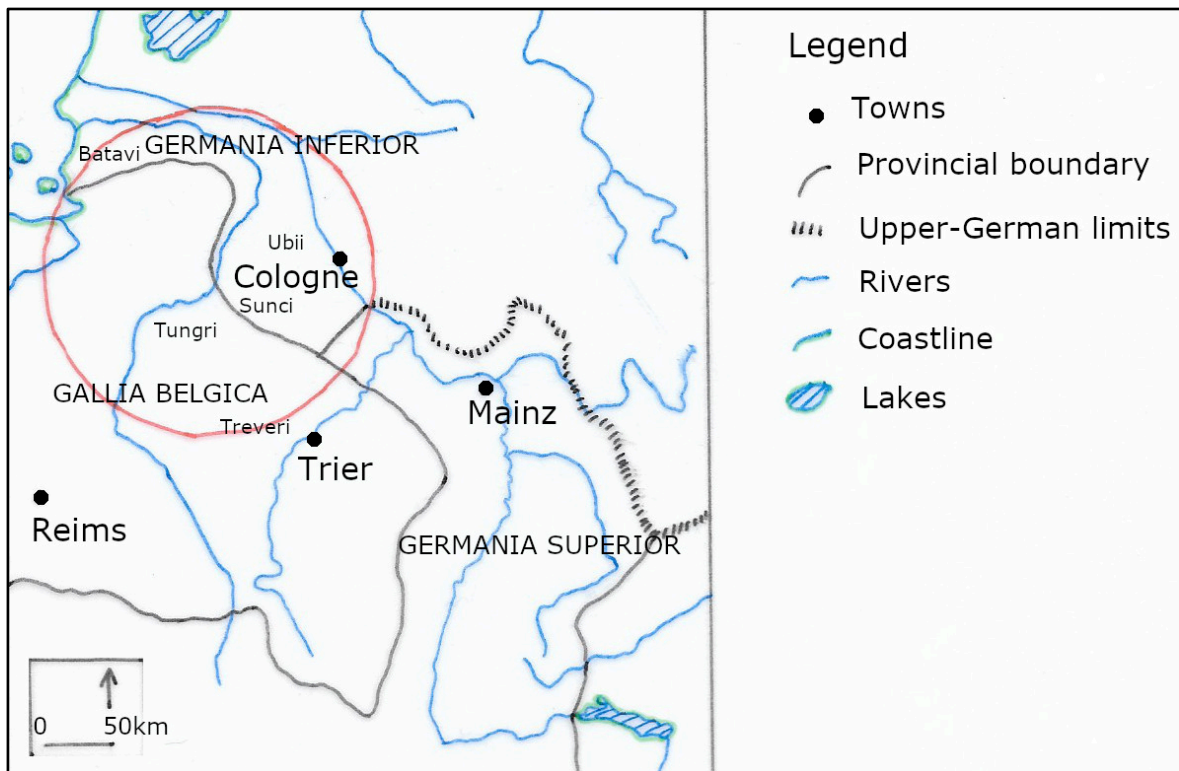 Batavi
GERMANIA INFERIOR
Ubii
Cologne
Sunci
Tungri
GALLIA BELGICA
Treveri
Trier
Mainz
Reims
GERMANIA SUPERIOR
0 50km
Legend
Towns
Provincial boundary
Upper-German limits
Rivers
Coastline
Lakes